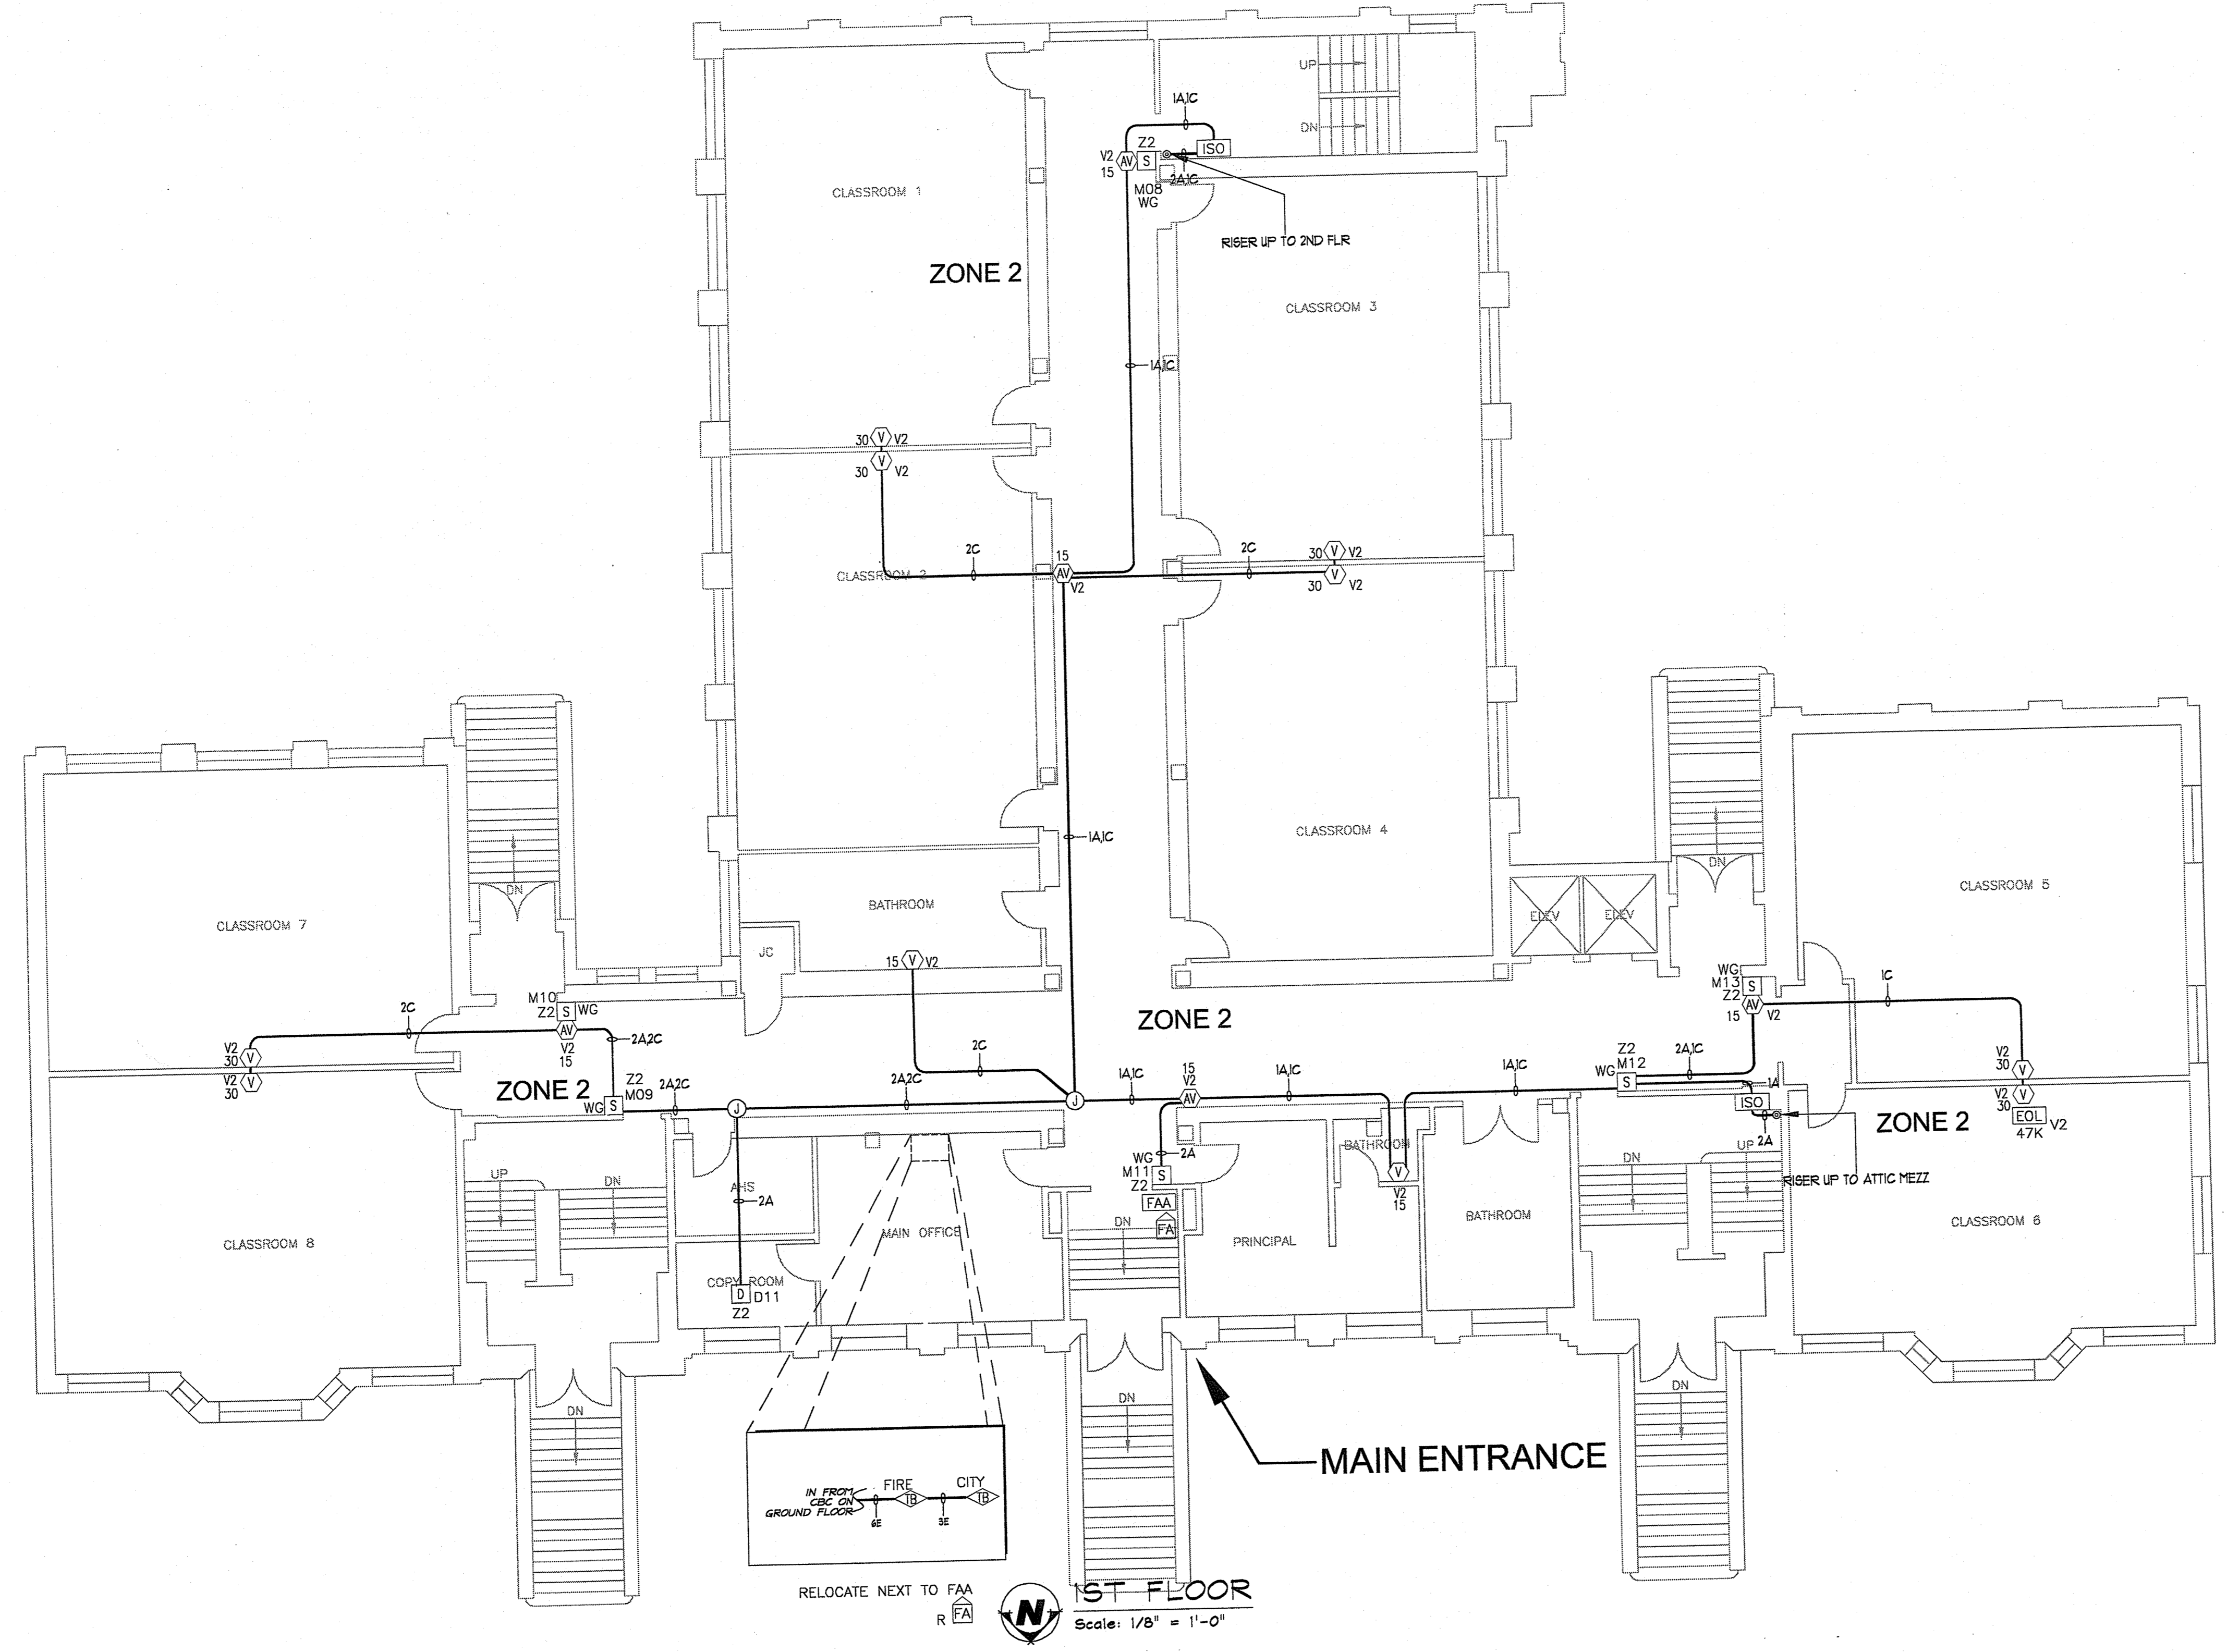 UP
1A,1C
DN
Z2
ISO
V2
AV
S
15
2A,1C
M08
WG
CLASSROOM 1
RISER UP TO 2ND FLR
ZONE 2
CLASSROOM 3
1A,1C
30 V V2
30 V V2
2C
15
AV
V2
2C
30 V V2
30 V V2
CLASSROOM 2
1A,1C
CLASSROOM 4
DN
DN
CLASSROOM 5
ELEV
ELEV
BATHROOM
CLASSROOM 7
JC
15 V V2
WG
M13
S
Z2
AV
15
V2
1C
M10
Z2 S WG
AV
V2
15
2C
2A,2C
ZONE 2
2C
V2
30 V
V2 V
30
ZONE 2
Z2
M09
WG S
2A,2C
J
2A,2C
J
1A,1C
15
V2
AV
1A,1C
1A,1C
Z2
M12
WG S
2A,1C
1A
ISO
2A
V2
30 V
V2 V
30
EOL V2
47K
ZONE 2
RISER UP TO ATTIC MEZZ
UP
DN
AHS
2A
WG
M11 S
Z2
2A
FAA
FA
BATHROOM
V
V2
15
DN
UP
CLASSROOM 8
MAIN OFFICE
DN
PRINCIPAL
BATHROOM
CLASSROOM 6
COPY ROOM
D D11
Z2
DN
DN
DN
MAIN ENTRANCE
IN FROM
CBC ON
GROUND FLOOR
FIRE
TB
CITY
TB
6E
3E
RELOCATE NEXT TO FAA
R FA
N
1ST FLOOR
Scale: 1/8" = 1'-0"